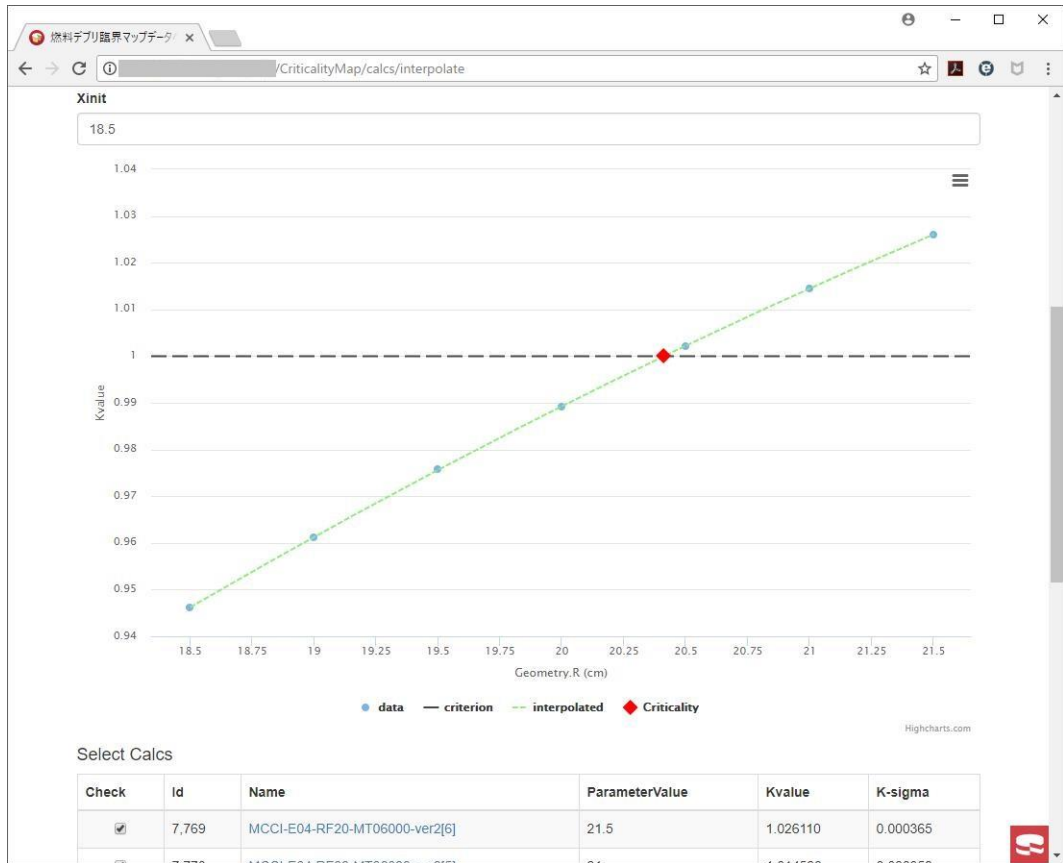 燃料デブリ臨界マップデータ
/CriticalityMap/calcs/interpolate
Xinit
18.5
1.04
1.03
1.02
1.01
1
0.99
0.98
0.97
0.96
0.95
0.94
Kvalue
18.5 18.75 19 19.25 19.5 19.75 20 20.25 20.5 20.75 21 21.25 21.5
Geometry.R (cm)
data criterion interpolated Criticality
Highcharts.com
Select Calcs
Check Id Name ParameterValue Kvalue K-sigma
7,769 MCCI-E04-RF20-MT06000-ver2[6] 21.5 1.026110 0.000365